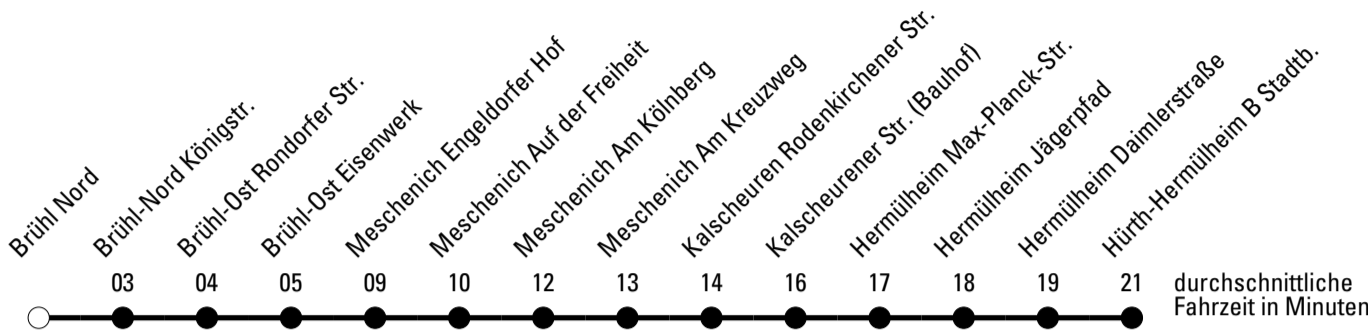 Brühl Nord
Brühl-Nord Königstr.
Brühl-Ost Rondorfer Str.
Brühl-Ost Eisenwerk
Meschenich Engeldorfer Hof
Meschenich Auf der Freiheit
Meschenich Am Kölnberg
Meschenich Am Kreuzweg
Kalscheuren Rodenkirchener Str.
Kalscheurener Str. (Bauhof)
Hermülheim Max-Planck-Str.
Hermülheim Jägerpfad
Hermülheim Daimlerstraße
Hürth-Hermülheim B Stadtb.
03 04 05 09 10 12 13 14 16 17 18 19 21
durchschnittliche
Fahrzeit in Minuten